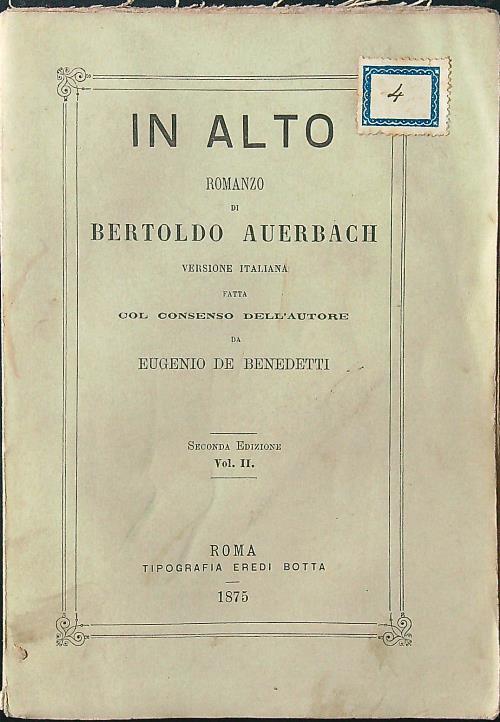 4
IN ALTO
ROMANZO
DI
BERTOLDO AUERBACH
VERSIONE ITALIANA
FATTA
COL CONSENSO DELL'AUTORE
DA
EUGENIO DE BENEDETTI
SECONDA EDIZIONE
Vol. II.
ROMA
TIPOGRAFIA EREDI BOTTA
1875